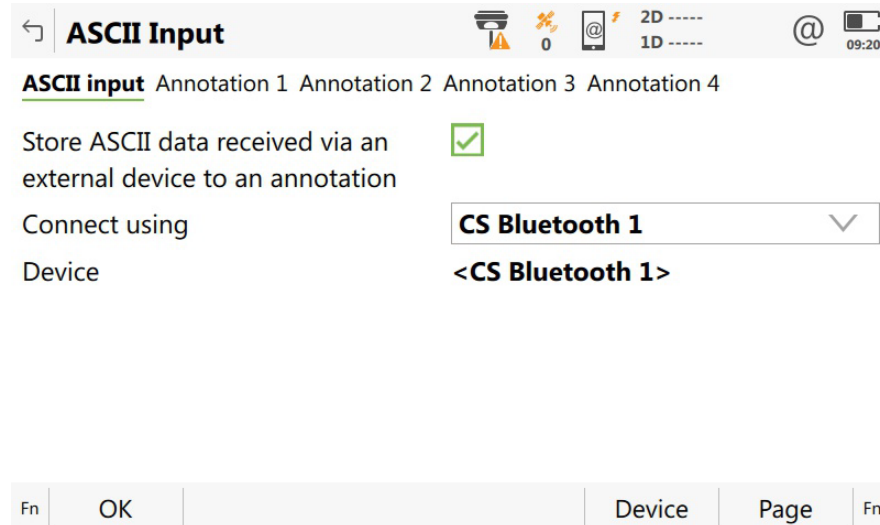 ASCII Input
0
@
2D -----
1D -----
@
09:20
ASCII input Annotation 1 Annotation 2 Annotation 3 Annotation 4
Store ASCII data received via an
external device to an annotation
Connect using
CS Bluetooth 1
Device
<CS Bluetooth 1>
Fn OK Device Page Fn